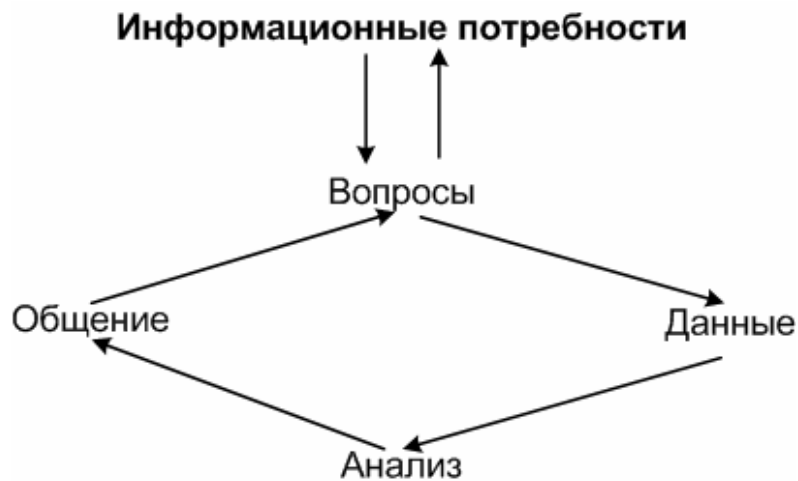 Информационные потребности
Вопросы
Общение
Данные
Анализ